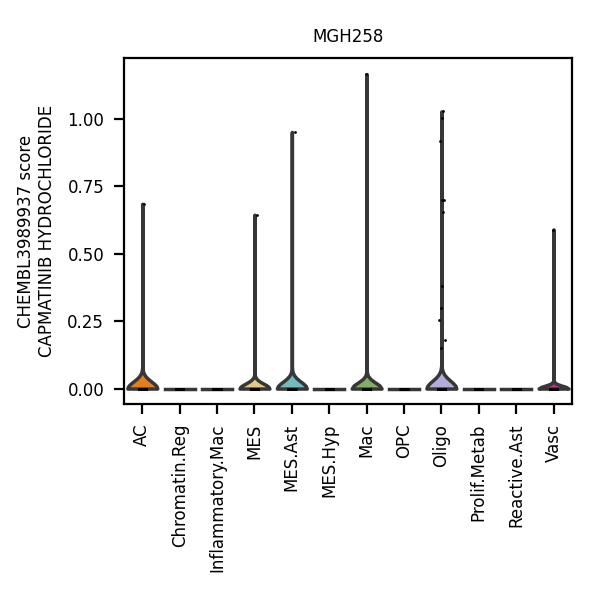 MGH258
CHEMBL3989937 score
CAPMATINIB HYDROCHLORIDE
1.00
0.75
0.50
0.25
0.00
AC
Chromatin.Reg
Inflammatory.Mac
MES
MES.Ast
MES.Hyp
Mac
OPC
Oligo
Prolif.Metab
Reactive.Ast
Vasc